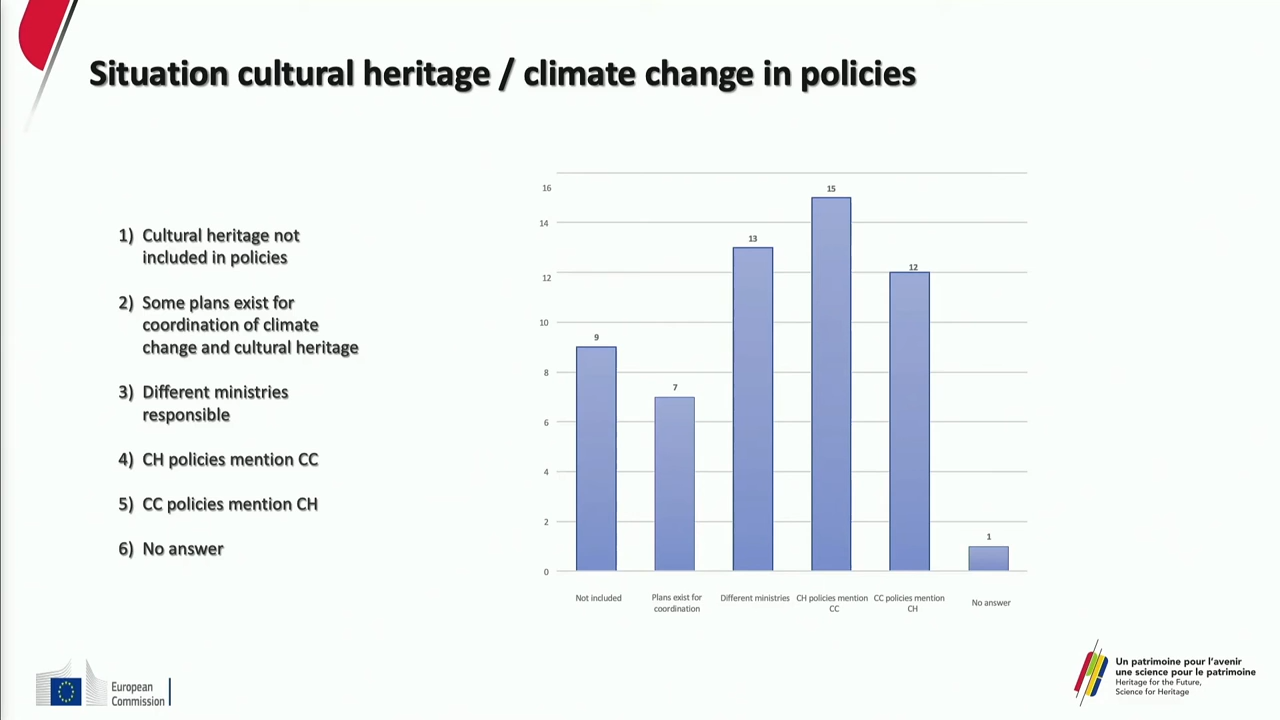 Situation cultural heritage / climate change in policies
1) Cultural heritage not
included in policies
2) Some plans exist for
coordination of climate
change and cultural heritage
3) Different ministries
responsible
4) CH policies mention CC
5) CC policies mention CH
6) No answer
16
14
12
10
8
6
4
2
0
9
7
13
15
12
1
Not included
Plans exist for
coordination
Different ministries
CH policies mention
CC
CC policies mention
CH
No answer
European
Commission
Un patrimoine pour l'avenir
une science pour le patrimoine
Heritage for the Future,
Science for Heritage